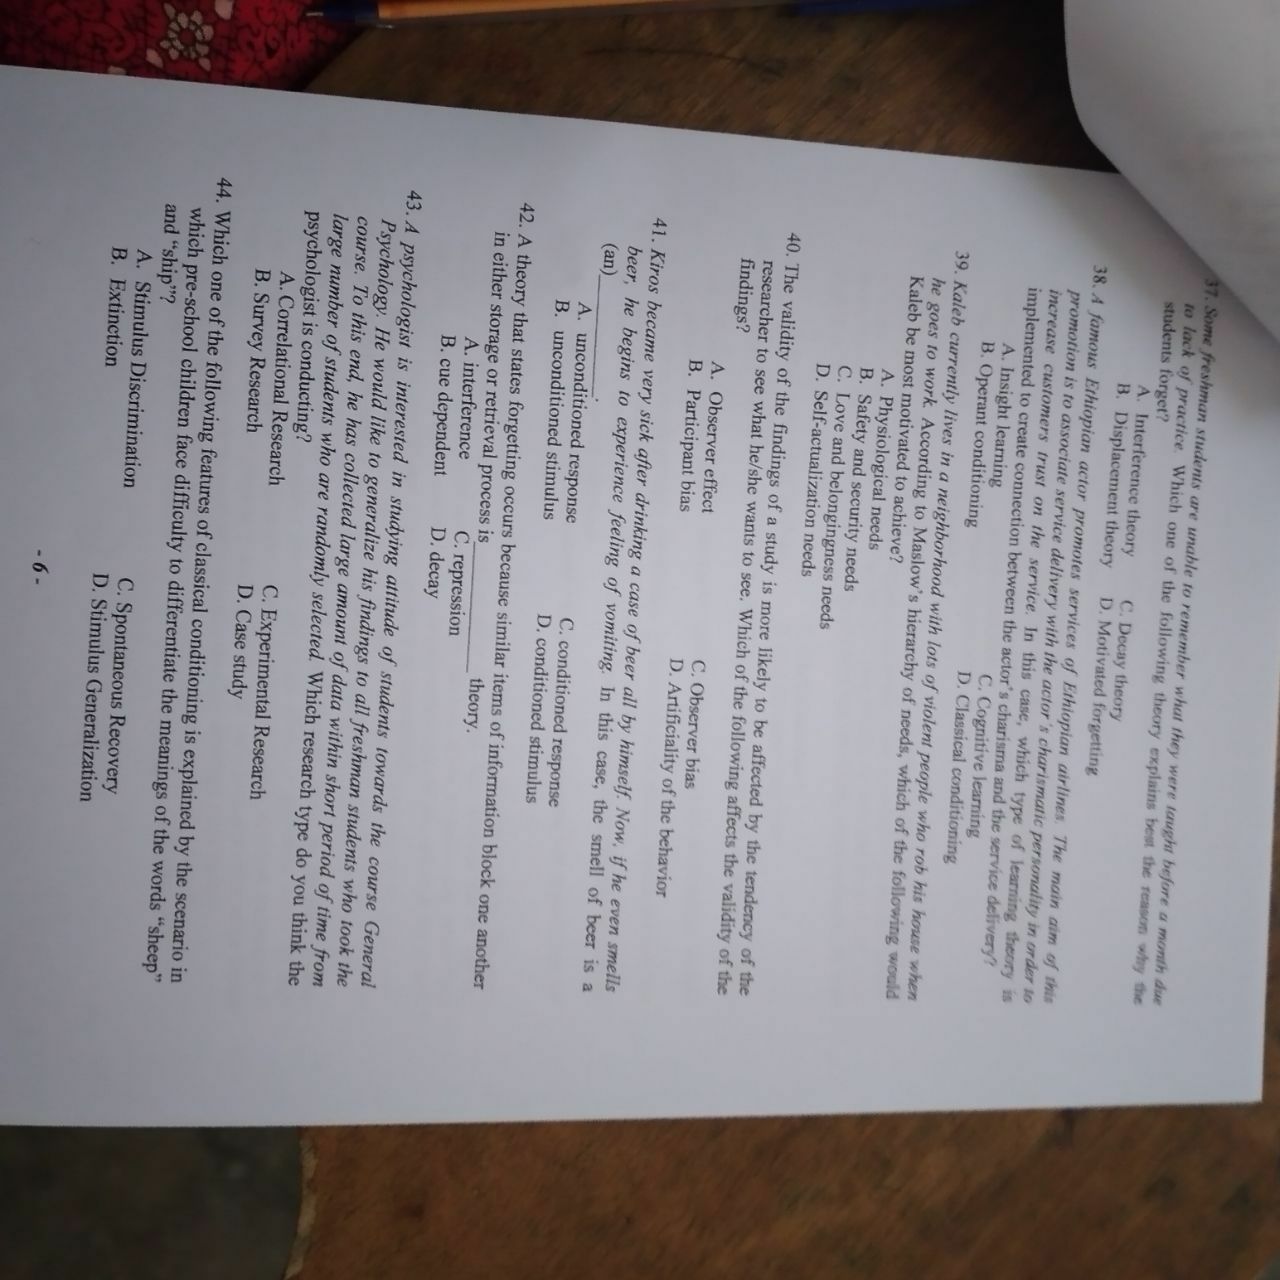 37. Some freshman students are unable to remember what they were taught before a month due
to lack of practice. Which one of the following theory explains best the reason why the
students forget?
A. Interference theory C. Decay theory
B. Displacement theory D. Motivated forgetting
38. A famous Ethiopian actor promotes services of Ethiopian airlines. The main aim of this
promotion is to associate service delivery with the actor's charismatic personality in order to
increase customers trust on the service. In this case, which type of learning theory is
implemented to create connection between the actor's charisma and the service delivery?
A. Insight learning C. Cognitive learning
B. Operant conditioning D. Classical conditioning
39. Kaleb currently lives in a neighborhood with lots of violent people who rob his house when
he goes to work. According to Maslow's hierarchy of needs, which of the following would
Kaleb be most motivated to achieve?
A. Physiological needs
B. Safety and security needs
C. Love and belongingness needs
D. Self-actualization needs
40. The validity of the findings of a study is more likely to be affected by the tendency of the
researcher to see what he/she wants to see. Which of the following affects the validity of the
findings?
A. Observer effect C. Observer bias
B. Participant bias D. Artificiality of the behavior
41. Kiros became very sick after drinking a case of beer all by himself. Now, if he even smells
beer, he begins to experience feeling of vomiting. In this case, the smell of beer is a
(an)____________.
A. unconditioned response C. conditioned response
B. unconditioned stimulus D. conditioned stimulus
42. A theory that states forgetting occurs because similar items of information block one another
in either storage or retrieval process is ____________ theory.
A. interference C. repression
B. cue dependent D. decay
43. A psychologist is interested in studying attitude of students towards the course General
Psychology. He would like to generalize his findings to all freshman students who took the
course. To this end, he has collected large amount of data within short period of time from
large number of students who are randomly selected. Which research type do you think the
psychologist is conducting?
A. Correlational Research C. Experimental Research
B. Survey Research D. Case study
44. Which one of the following features of classical conditioning is explained by the scenario in
which pre-school children face difficulty to differentiate the meanings of the words "sheep"
and "ship"?
A. Stimulus Discrimination C. Spontaneous Recovery
B. Extinction D. Stimulus Generalization
- 6 -